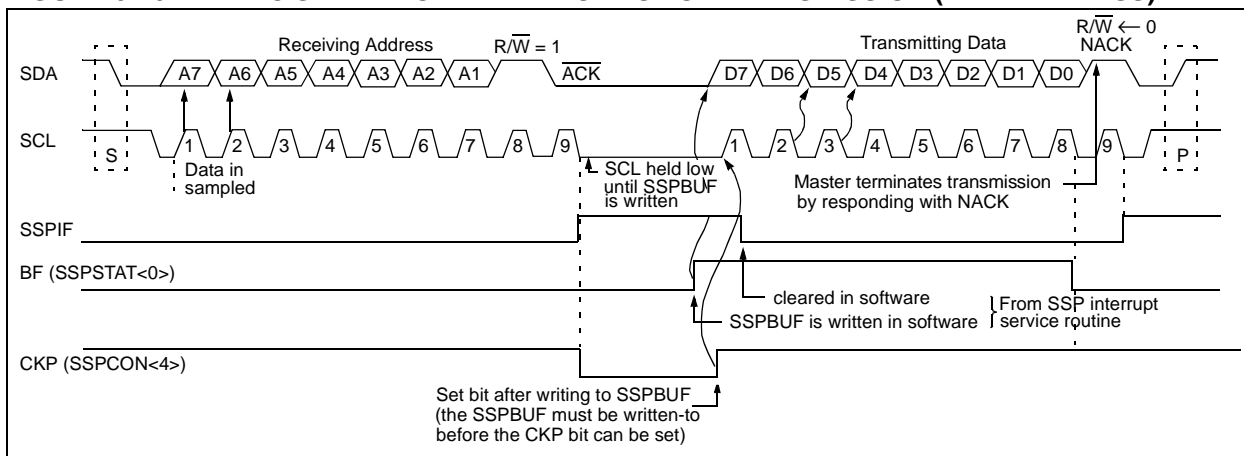 R/W ← 0
Receiving Address R/W = 1 Transmitting Data NACK
SDA A7 A6 A5 A4 A3 A2 A1 ACK D7 D6 D5 D4 D3 D2 D1 D0
SCL 1 2 3 4 5 6 7 8 9 1 2 3 4 5 6 7 8 9
S P
Data in
sampled
SCL held low
until SSPBUF
is written
Master terminates transmission
by responding with NACK
SSPIF
BF (SSPSTAT<0>)
cleared in software
SSPBUF is written in software
From SSP interrupt
service routine
CKP (SSPCON<4>)
Set bit after writing to SSPBUF
(the SSPBUF must be written-to
before the CKP bit can be set)